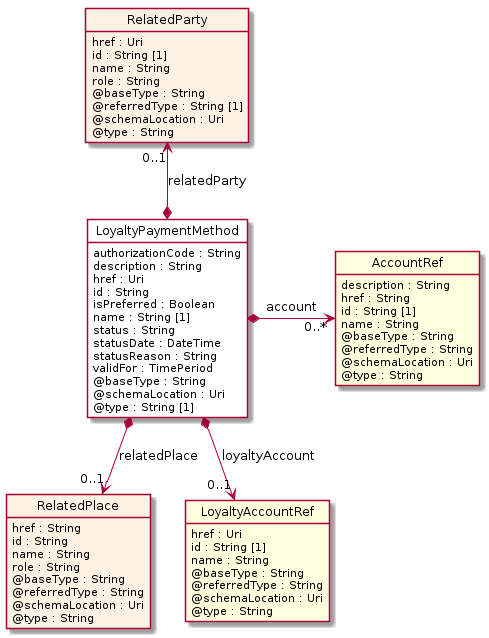 RelatedParty
href : Uri
id : String [1]
name : String
role : String
@baseType : String
@referredType : String [1]
@schemaLocation : Uri
@type : String
0..1
relatedParty
LoyaltyPaymentMethod
authorizationCode : String
description : String
href : Uri
id : String
isPreferred : Boolean
name : String [1]
status : String
statusDate : DateTime
statusReason : String
validFor : TimePeriod
@baseType : String
@schemaLocation : Uri
@type : String [1]
account
0..*
AccountRef
description : String
href : String
id : String [1]
name : String
@baseType : String
@referredType : String
@schemaLocation : Uri
@type : String
relatedPlace
0..1
loyaltyAccount
0..1
RelatedPlace
href : String
id : String
name : String
role : String
@baseType : String
@referredType : String
@schemaLocation : Uri
@type : String
LoyaltyAccountRef
href : Uri
id : String [1]
name : String
@baseType : String
@referredType : String
@schemaLocation : Uri
@type : String